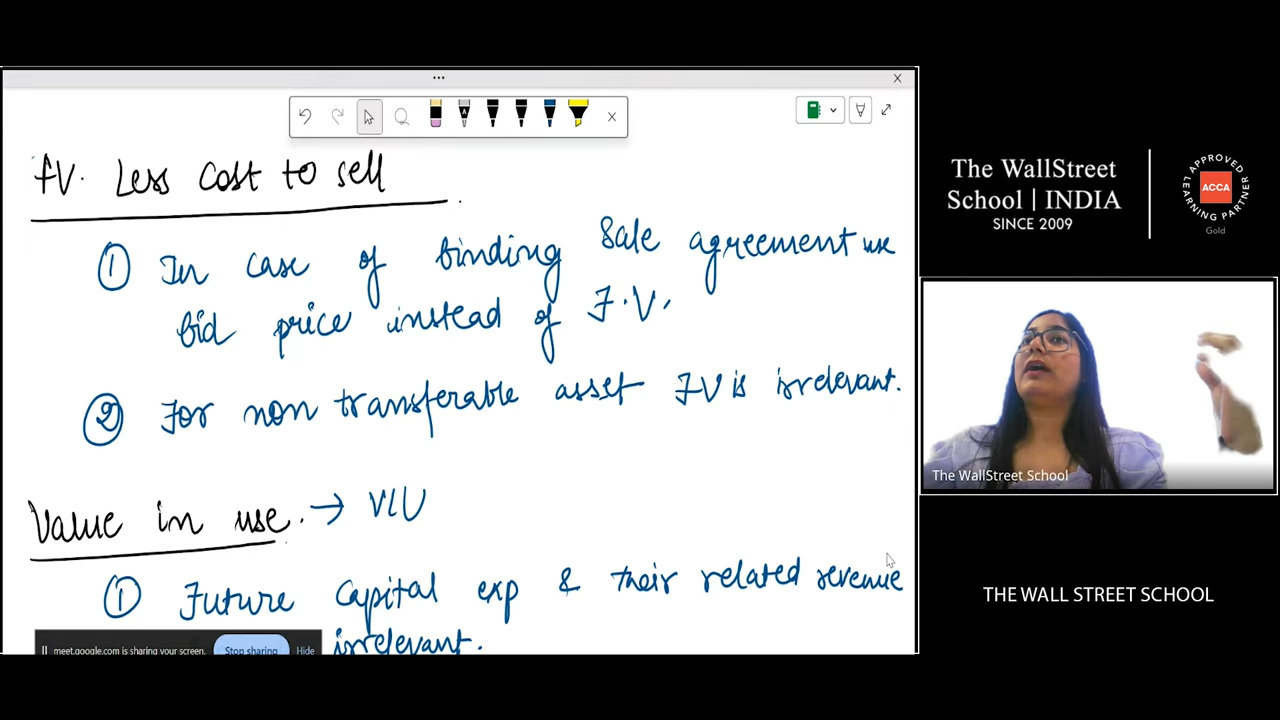 FV. Less Cost to sell
① In case of binding Sale agreement use
bid price instead of F.V.
② For non transferable asset FV is irrelevant.
Value in use. → VIU
① Future Capital exp & their related revenue
irrelevant.
meet.google.com is sharing your screen.
Stop sharing
Hide
The WallStreet
School | INDIA
SINCE 2009
APPROVED
LEARNING PARTNER
ACCA
Gold
The WallStreet School
THE WALL STREET SCHOOL